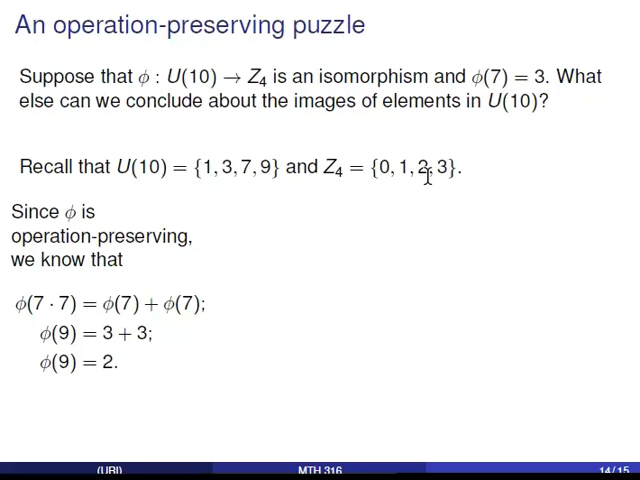 An operation-preserving puzzle
Suppose that ϕ : U(10) → Z₄ is an isomorphism and ϕ(7) = 3. What
else can we conclude about the images of elements in U(10)?
Recall that U(10) = {1, 3, 7, 9} and Z₄ = {0, 1, 2, 3}.
Since ϕ is
operation-preserving,
we know that
ϕ(7 · 7) = ϕ(7) + ϕ(7);
ϕ(9) = 3 + 3;
ϕ(9) = 2.
(URI) MTH 316 14 / 15